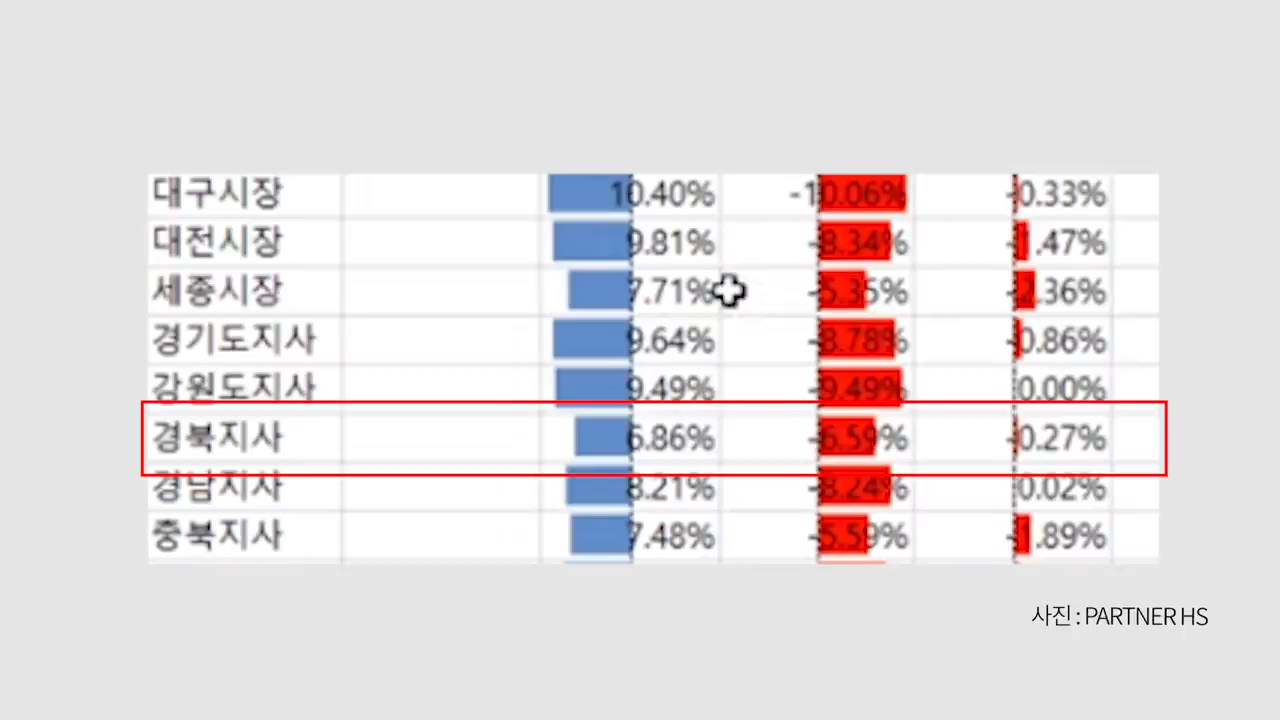 대구시장 10.40% -10.06% -0.33%
대전시장 9.81% -8.34% -1.47%
세종시장 7.71% -5.35% -2.36%
경기도지사 9.64% -8.78% -0.86%
강원도지사 9.49% -9.49% 0.00%
경북지사 6.86% -6.59% -0.27%
경남지사 8.21% -8.24% 0.02%
충북지사 7.48% -5.59% -1.89%
사진 : PARTNER HS